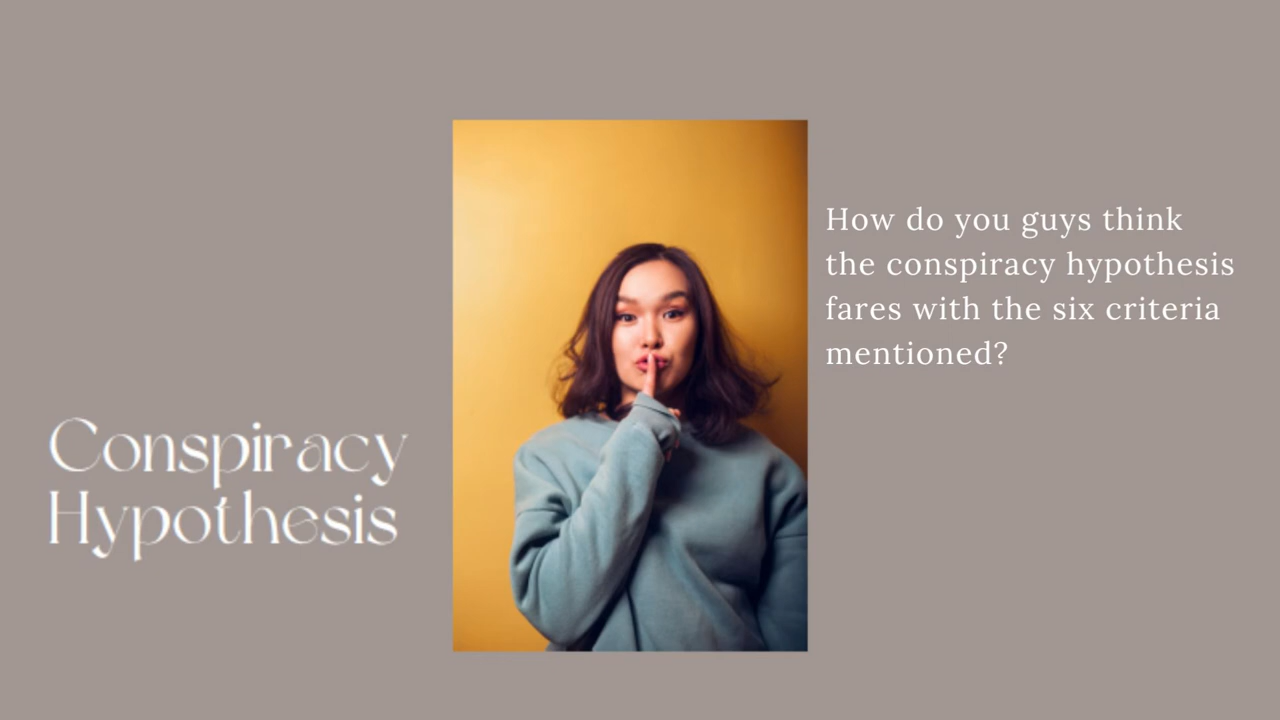 Conspiracy
Hypothesis
How do you guys think
the conspiracy hypothesis
fares with the six criteria
mentioned?